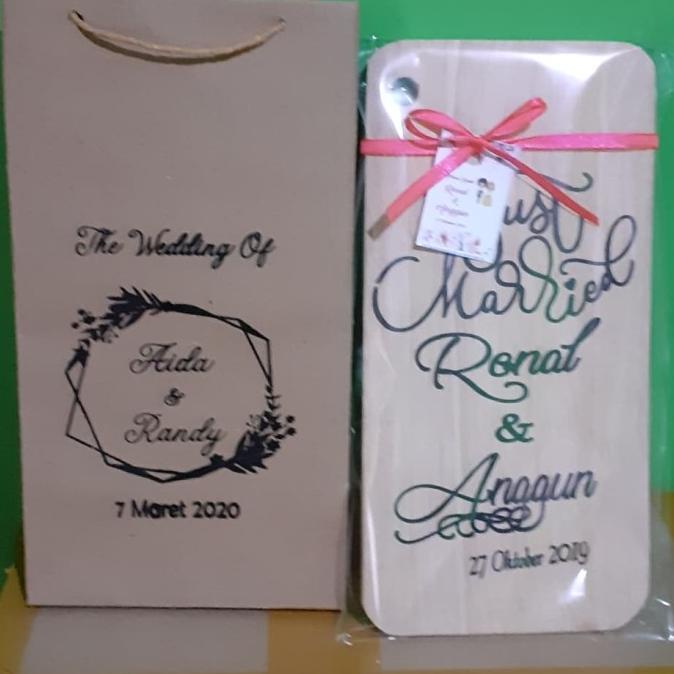 The Wedding Of
Aida
&
Randy
7 Maret 2020
Just
Married
Ronal
&
Anggun
27 Oktober 2019